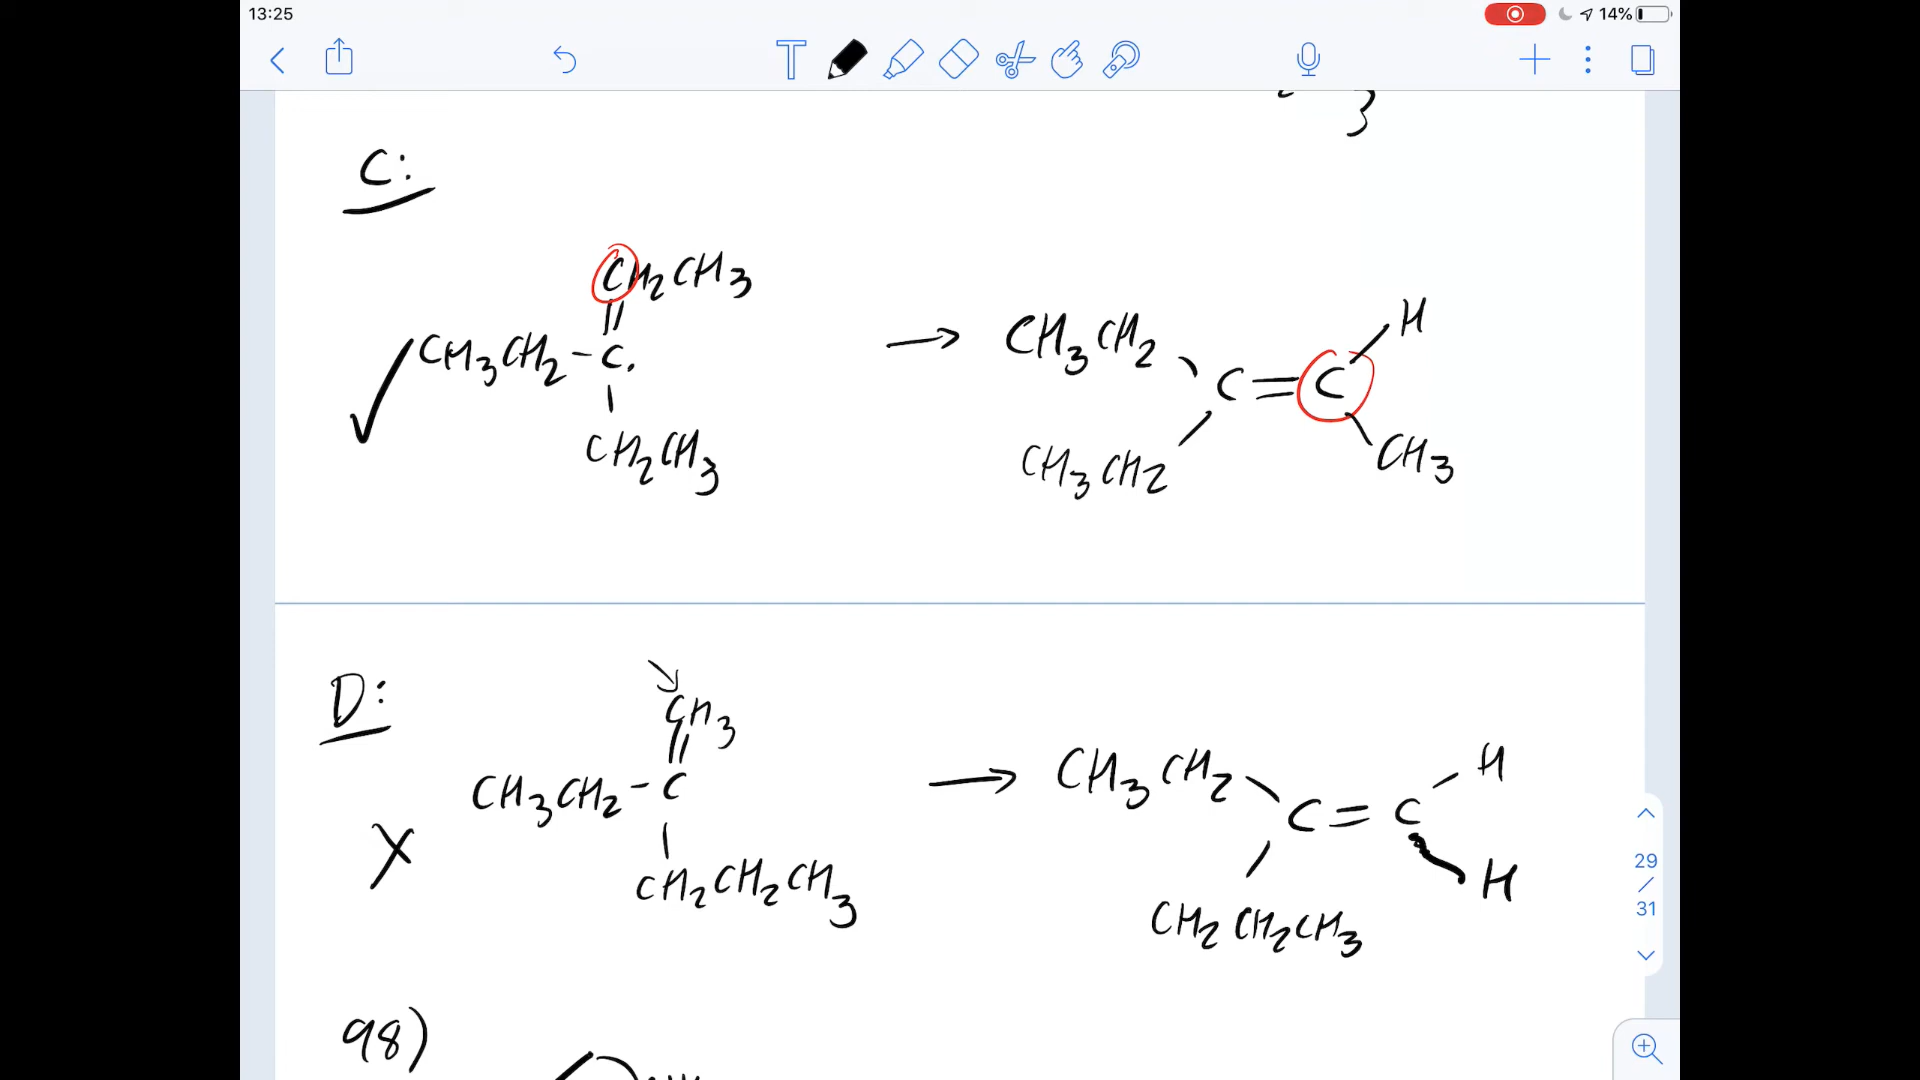 13:25
14%
T
C:
CH2CH3
CH3CH2-C.
CH2CH3
→
CH3CH2
H
C=C
CH3CH2
CH3
D:
CH3
CH3CH2-C
CH2CH2CH3
X
→
CH3CH2
H
C=C
H
CH2CH2CH3
29
/
31
98)